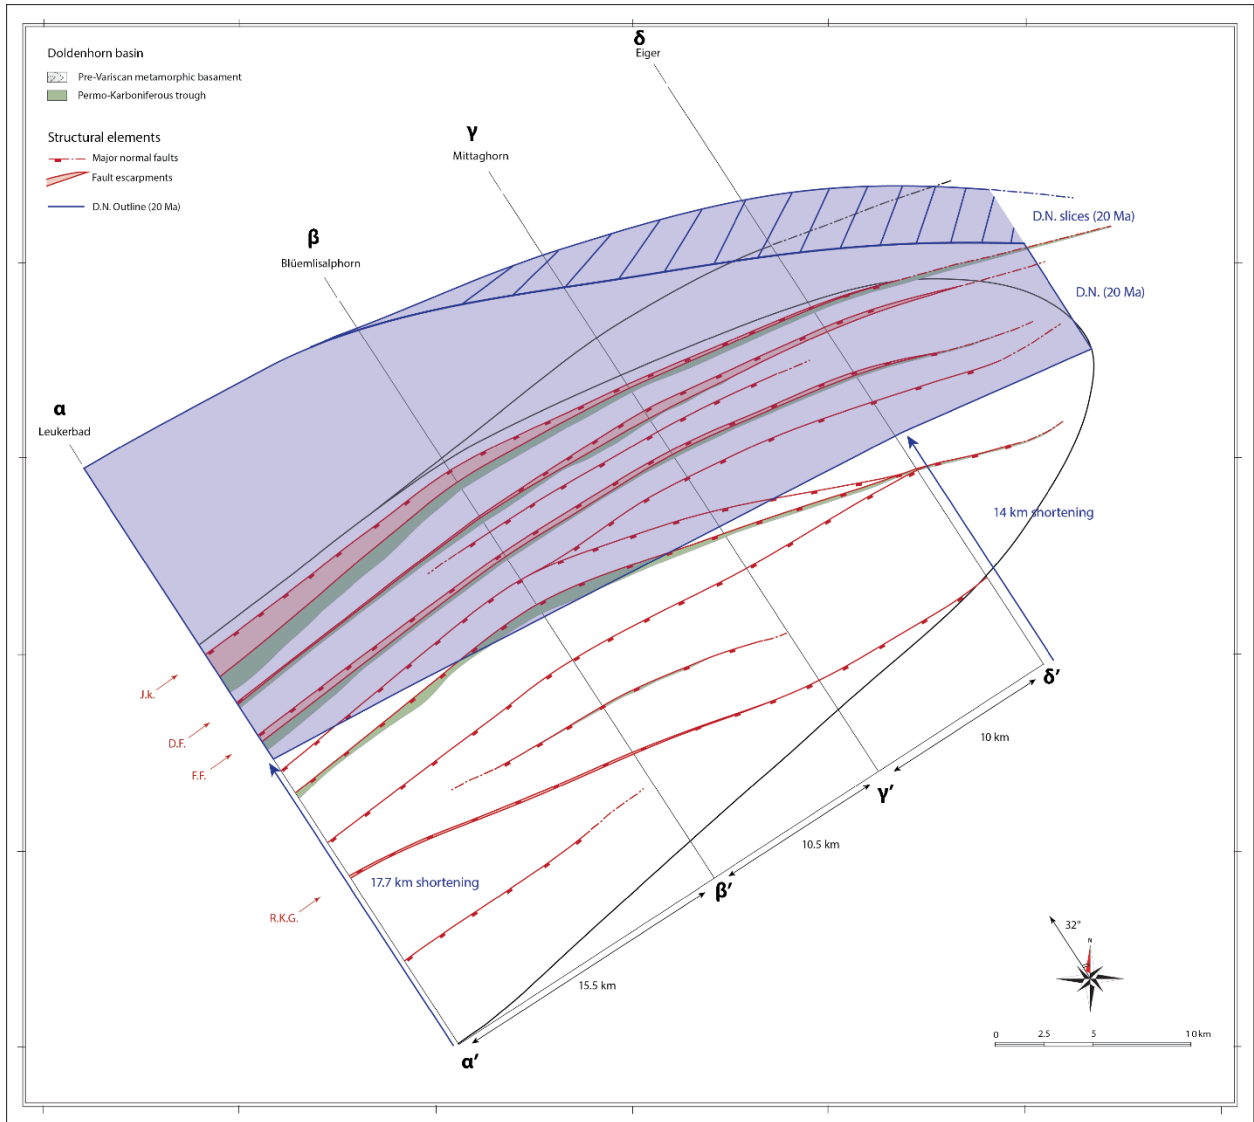 δ
Eiger
Doldenhorn basin
Pre-Variscan metamorphic basament
Permo-Karboniferous trough
Structural elements
Major normal faults
Fault escarpments
D.N. Outline (20 Ma)
γ
Mittaghorn
β
Blüemlisalphorn
D.N. slices (20 Ma)
D.N. (20 Ma)
α
Leukerbad
14 km shortening
J.k.
D.F.
F.F.
δ’
10 km
γ’
10.5 km
17.7 km shortening
β’
R.K.G.
15.5 km
32°
N
0 2.5 5 10 km
α’